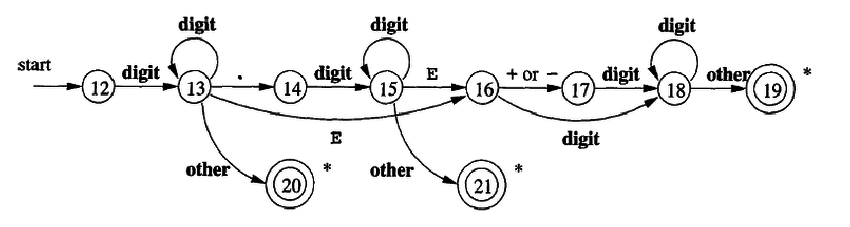 digit digit digit
start
digit . digit E + or − digit other *
12 13 14 15 16 17 18 19
E digit
other * other *
20 21